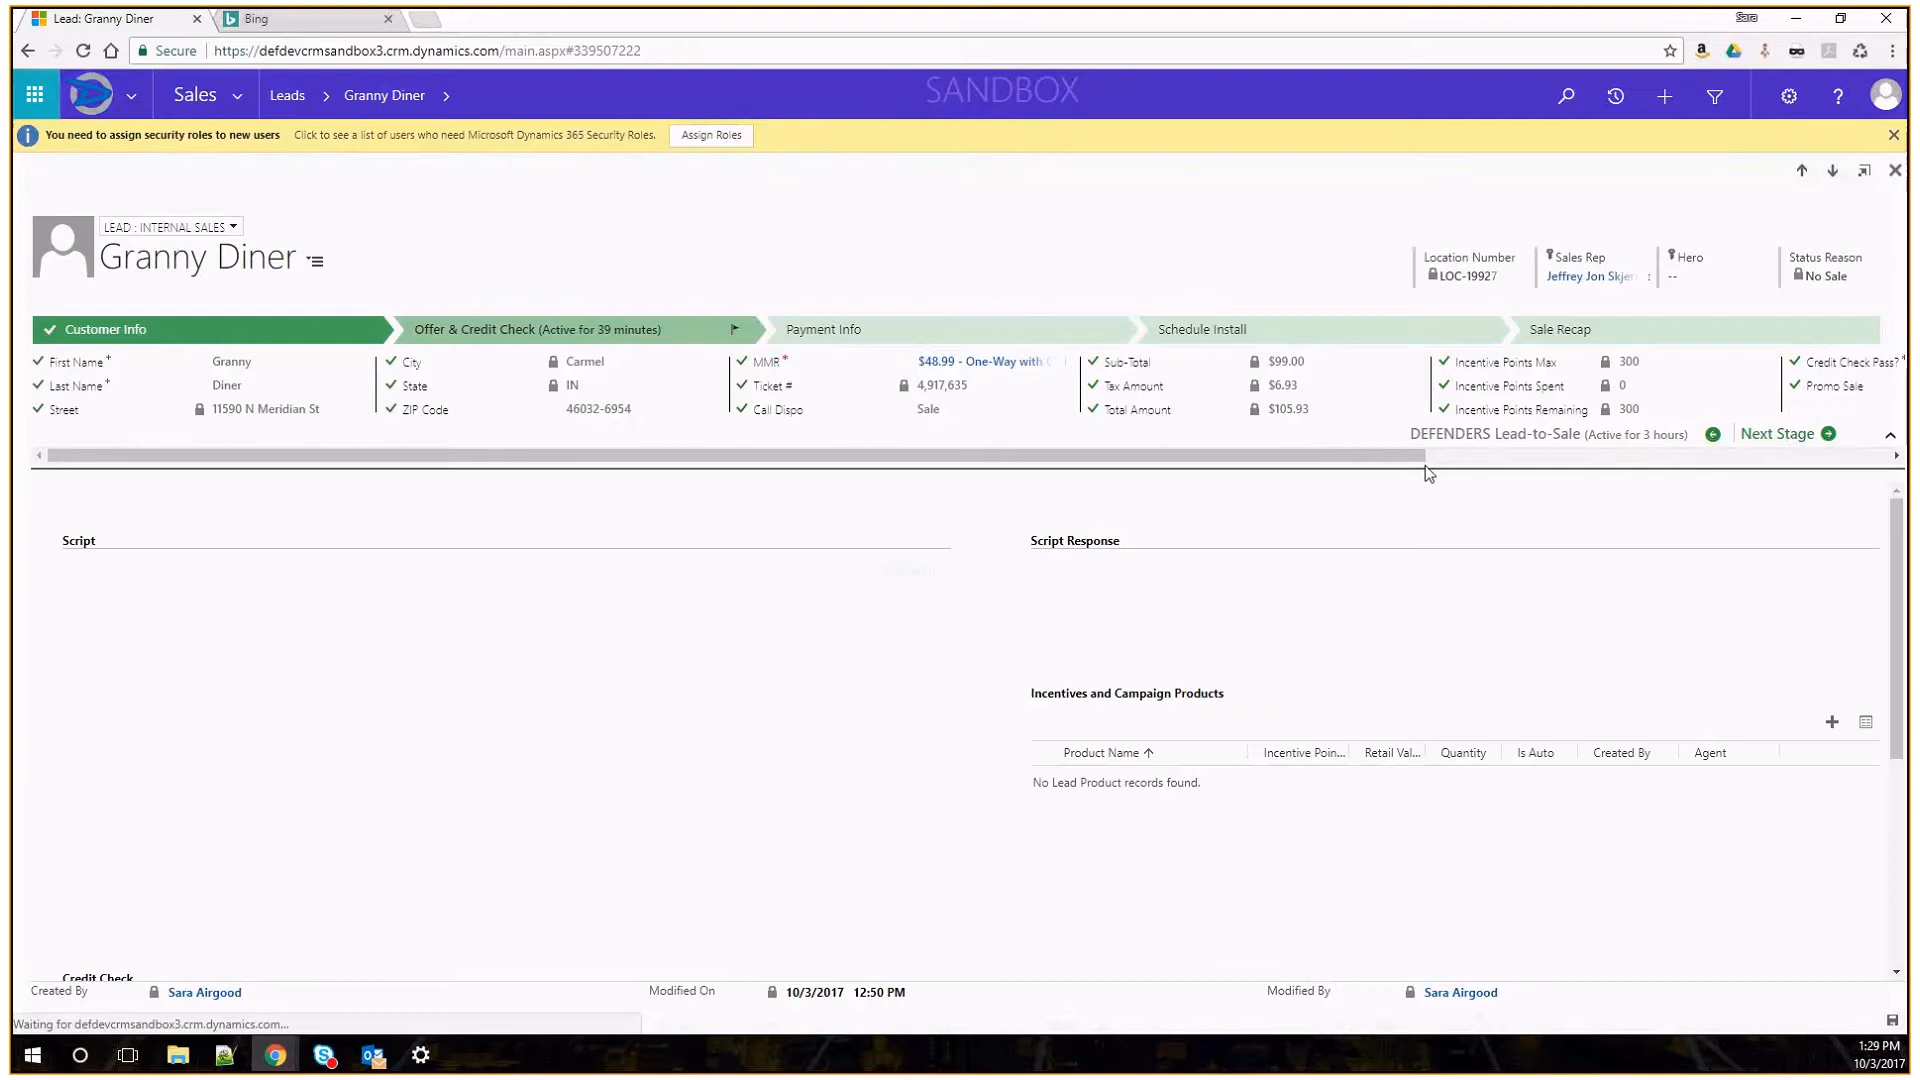 Lead: Granny Diner
Bing
Sara
Secure
https://defdevcrmsandbox3.crm.dynamics.com/main.aspx#339507222
Sales
Leads
Granny Diner
SANDBOX
You need to assign security roles to new users Click to see a list of users who need Microsoft Dynamics 365 Security Roles. Assign Roles
LEAD : INTERNAL SALES
Granny Diner
Location Number
LOC-19927
Sales Rep
Jeffrey Jon Skjer
Hero
--
Status Reason
No Sale
Customer Info
Offer & Credit Check (Active for 39 minutes)
Payment Info
Schedule Install
Sale Recap
First Name* Granny City Carmel MMR* $48.99 - One-Way with Sub-Total $99.00 Incentive Points Max 300 Credit Check Pass?*
Last Name* Diner State IN Ticket # 4,917,635 Tax Amount $6.93 Incentive Points Spent 0 Promo Sale
Street 11590 N Meridian St ZIP Code 46032-6954 Call Dispo Sale Total Amount $105.93 Incentive Points Remaining 300
DEFENDERS Lead-to-Sale (Active for 3 hours) Next Stage
Script
Script Response
Incentives and Campaign Products
Product Name Incentive Poin... Retail Val... Quantity Is Auto Created By Agent
No Lead Product records found.
Credit Check
Created By Sara Airgood Modified On 10/3/2017 12:50 PM Modified By Sara Airgood
Waiting for defdevcrmsandbox3.crm.dynamics.com...
1:29 PM
10/3/2017